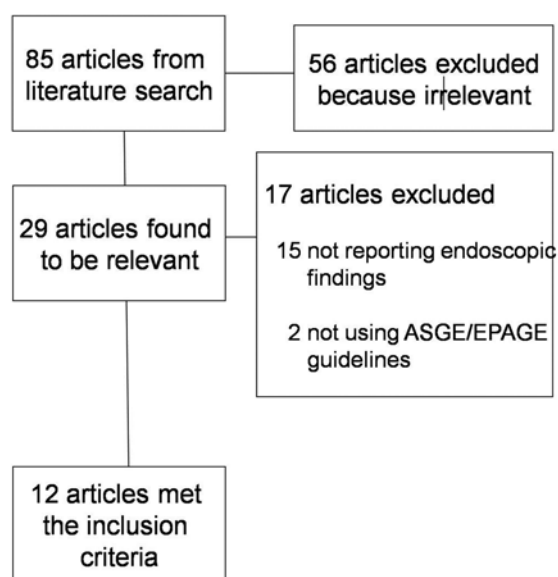 85 articles from
literature search
56 articles excluded
because irrelevant
29 articles found
to be relevant
17 articles excluded
15 not reporting endoscopic
findings
2 not using ASGE/EPAGE
guidelines
12 articles met
the inclusion
criteria